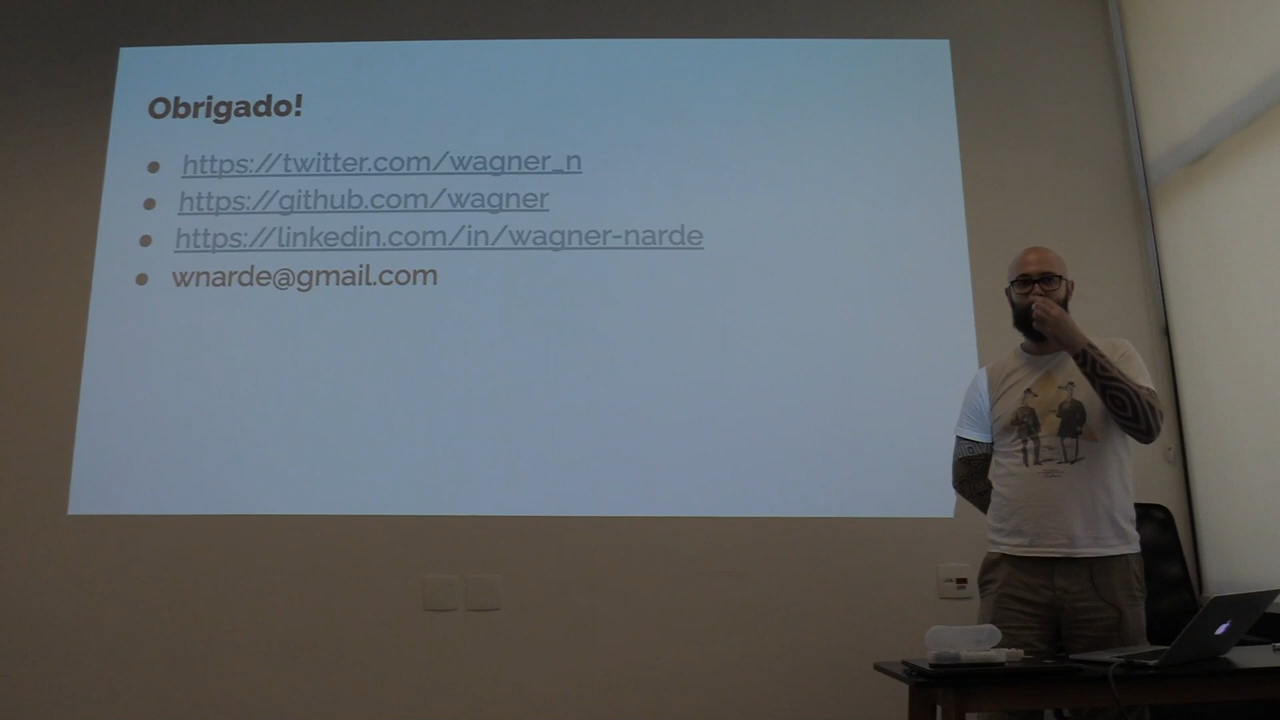 Obrigado!
https://twitter.com/wagner_n
https://github.com/wagner
https://linkedin.com/in/wagner-narde
wnarde@gmail.com